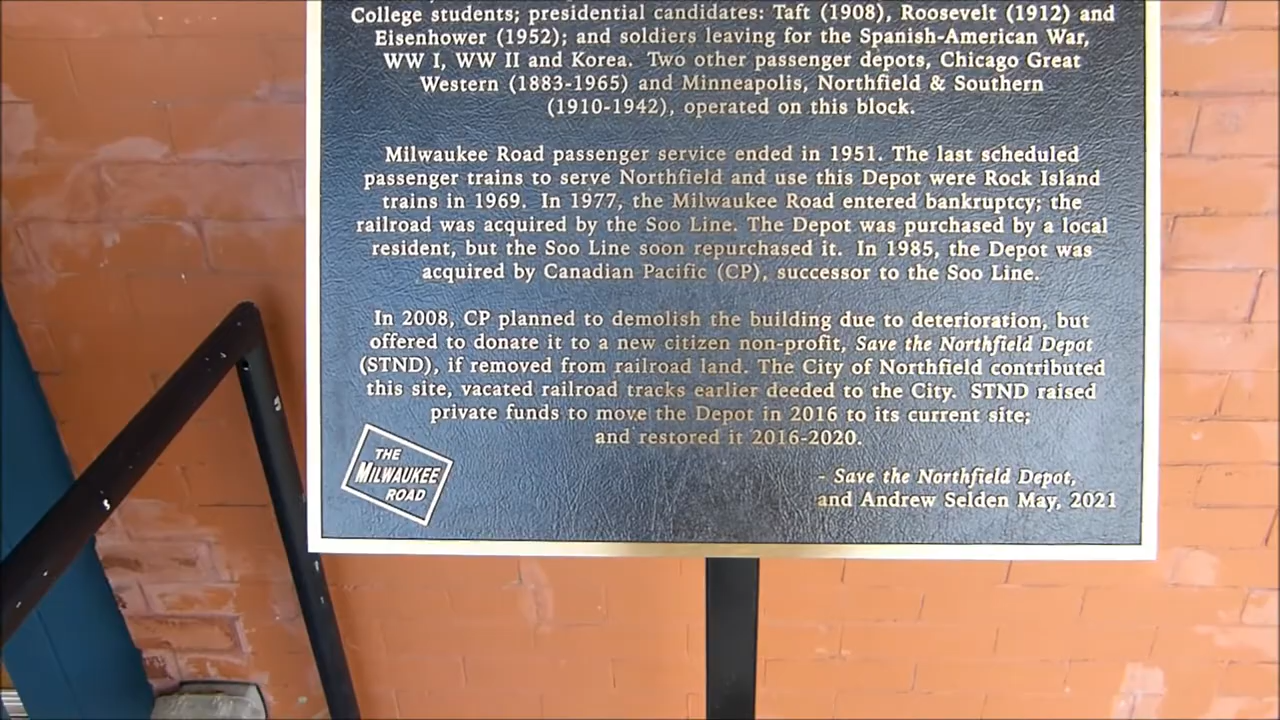 College students; presidential candidates: Taft (1908), Roosevelt (1912) and
Eisenhower (1952); and soldiers leaving for the Spanish-American War,
WW I, WW II and Korea. Two other passenger depots, Chicago Great
Western (1883-1965) and Minneapolis, Northfield & Southern
(1910-1942), operated on this block.
Milwaukee Road passenger service ended in 1951. The last scheduled
passenger trains to serve Northfield and use this Depot were Rock Island
trains in 1969. In 1977, the Milwaukee Road entered bankruptcy; the
railroad was acquired by the Soo Line. The Depot was purchased by a local
resident, but the Soo Line soon repurchased it. In 1985, the Depot was
acquired by Canadian Pacific (CP), successor to the Soo Line.
In 2008, CP planned to demolish the building due to deterioration, but
offered to donate it to a new citizen non-profit, Save the Northfield Depot
(STND), if removed from railroad land. The City of Northfield contributed
this site, vacated railroad tracks earlier deeded to the City. STND raised
private funds to move the Depot in 2016 to its current site;
and restored it 2016-2020.
THE
MILWAUKEE
ROAD
- Save the Northfield Depot,
and Andrew Selden May, 2021